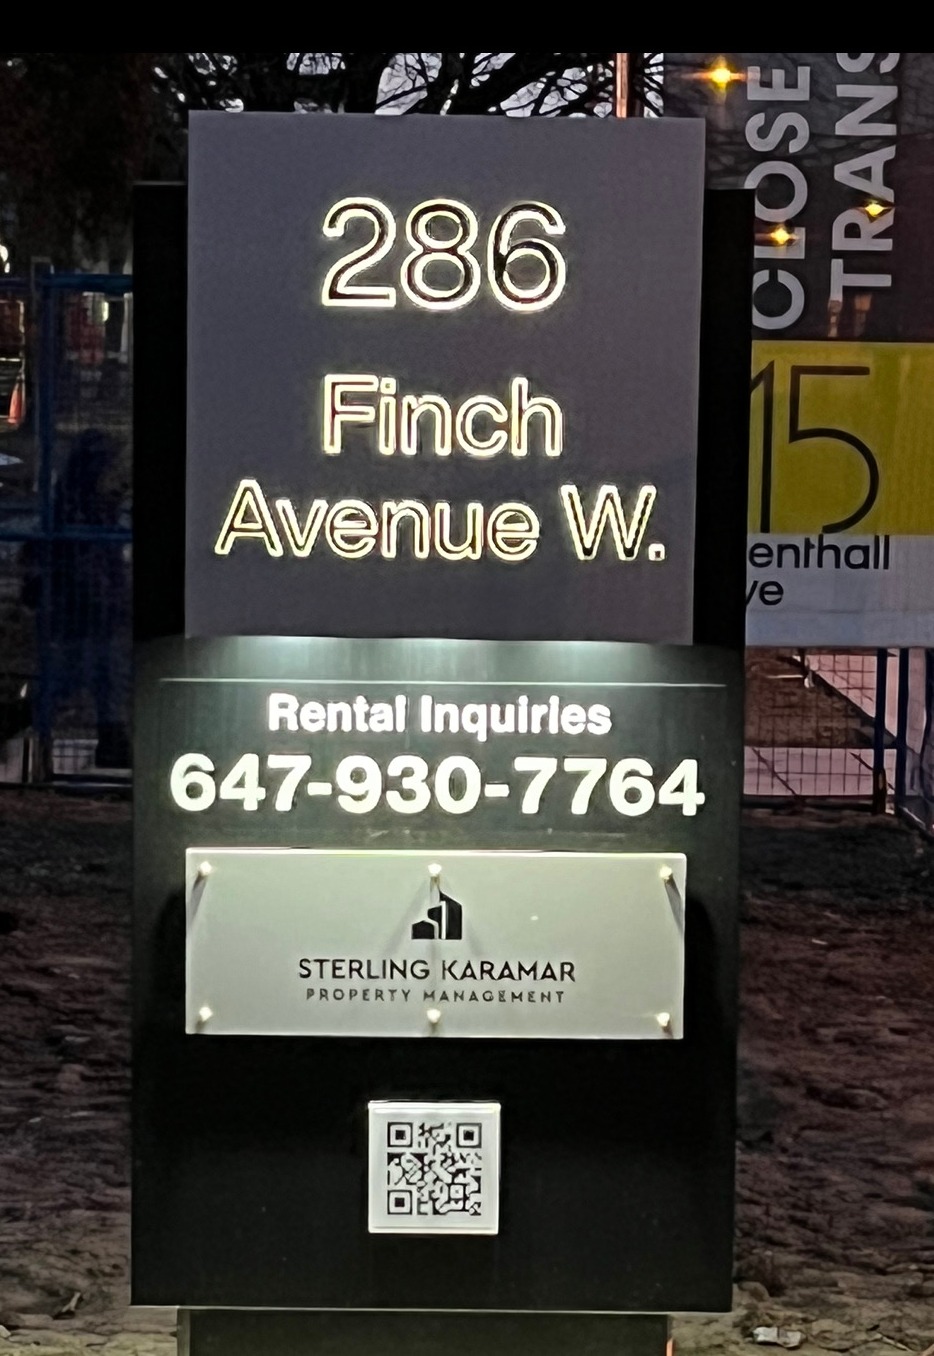 286
Finch
Avenue W.
Rental Inquiries
647-930-7764
STERLING KARAMAR
PROPERTY MANAGEMENT
CLOSE
TRANS
15
enthall
ve